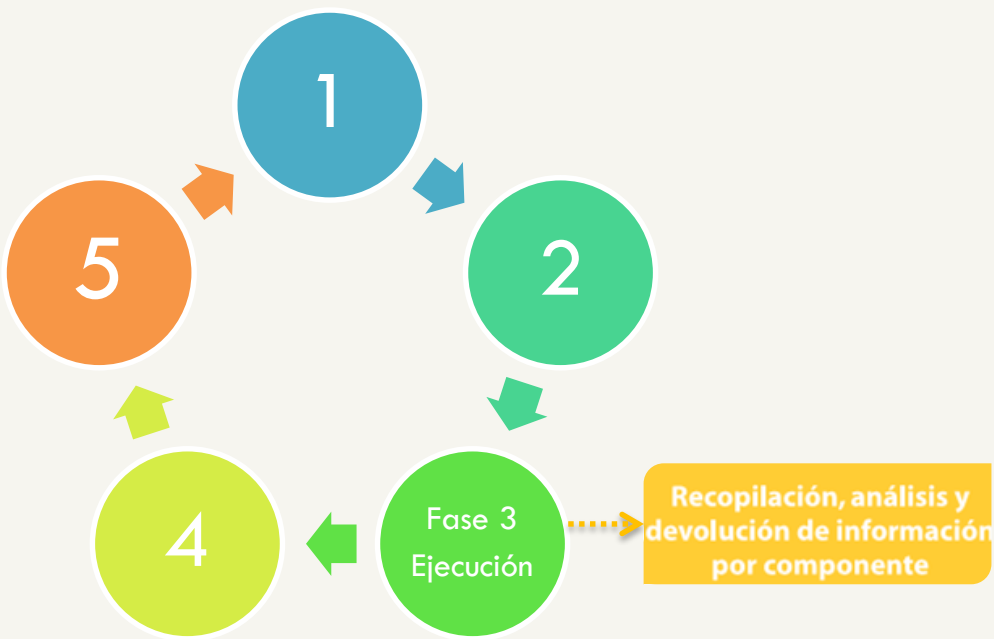 1
2
5
4
Fase 3
Ejecución
Recopilación, análisis y
devolución de información
por componente